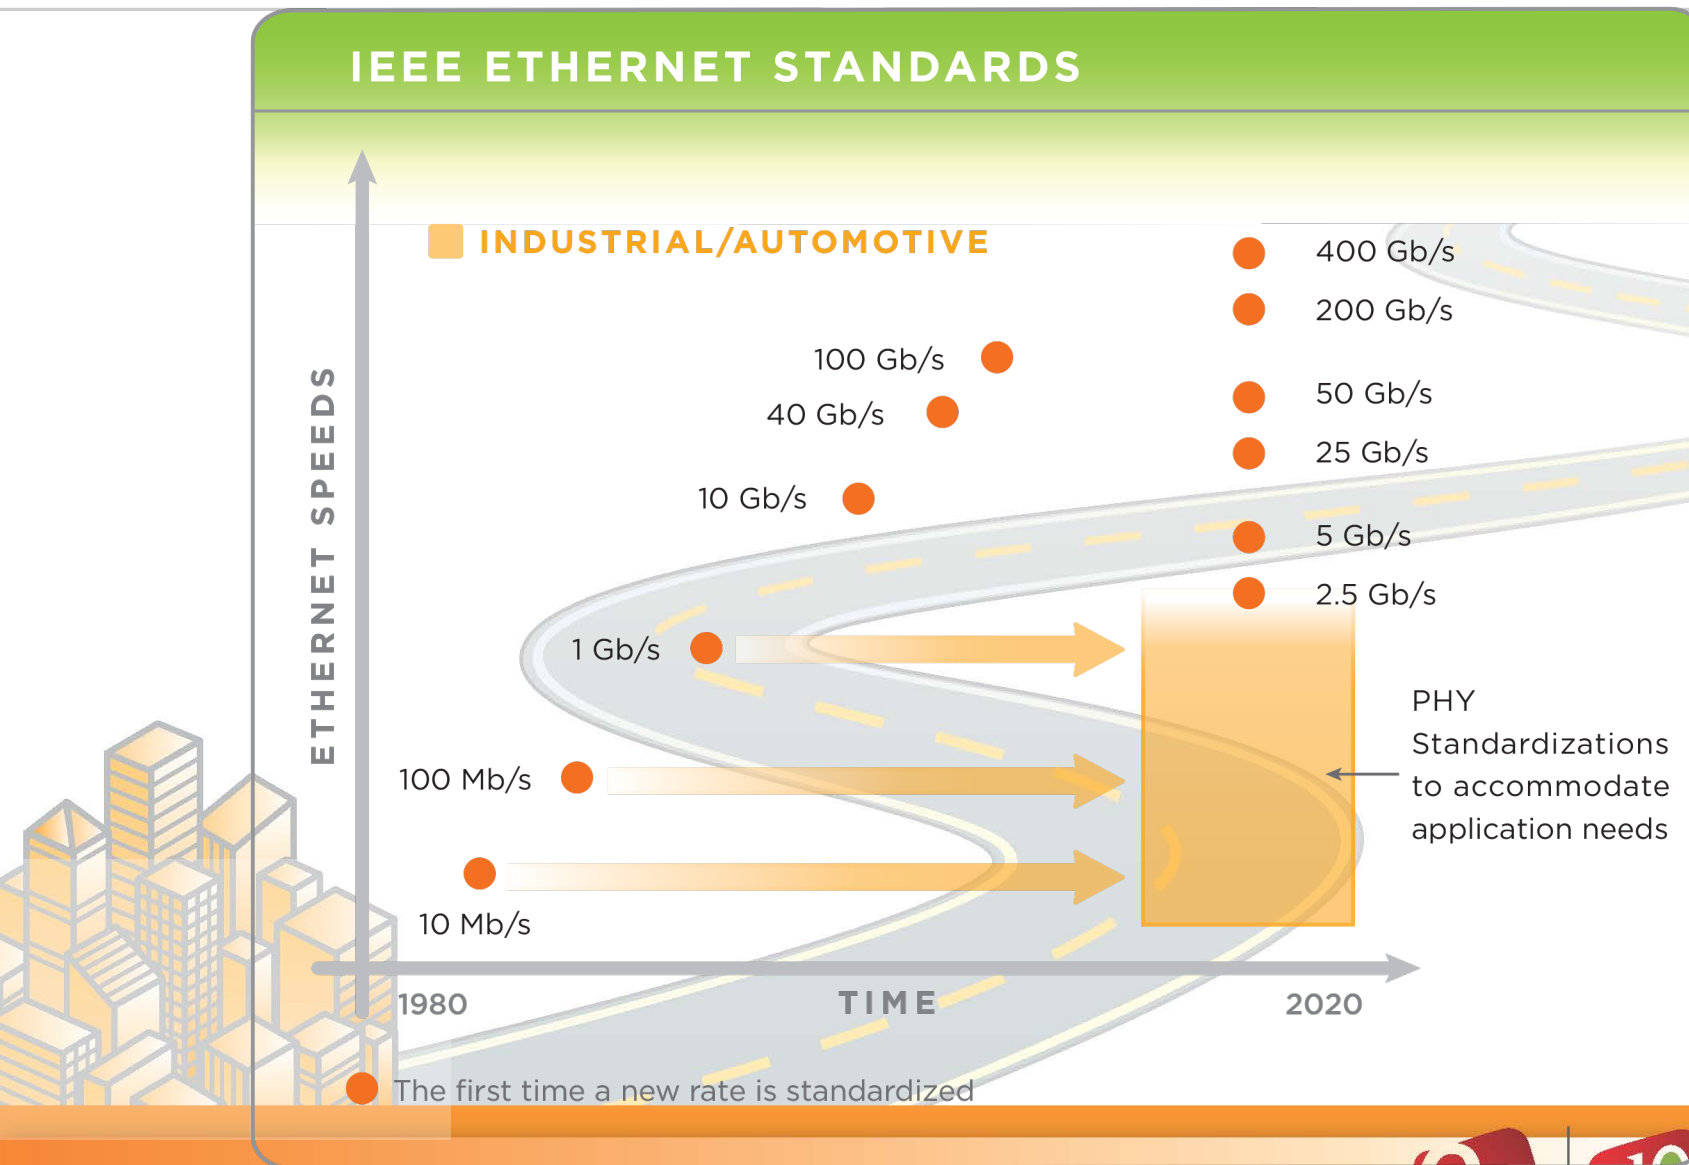 IEEE ETHERNET STANDARDS
INDUSTRIAL/AUTOMOTIVE
400 Gb/s
200 Gb/s
100 Gb/s
40 Gb/s
50 Gb/s
25 Gb/s
10 Gb/s
5 Gb/s
2.5 Gb/s
1 Gb/s
ETHERNET SPEEDS
PHY
Standardizations
to accommodate
application needs
100 Mb/s
10 Mb/s
1980
TIME
2020
The first time a new rate is standardized